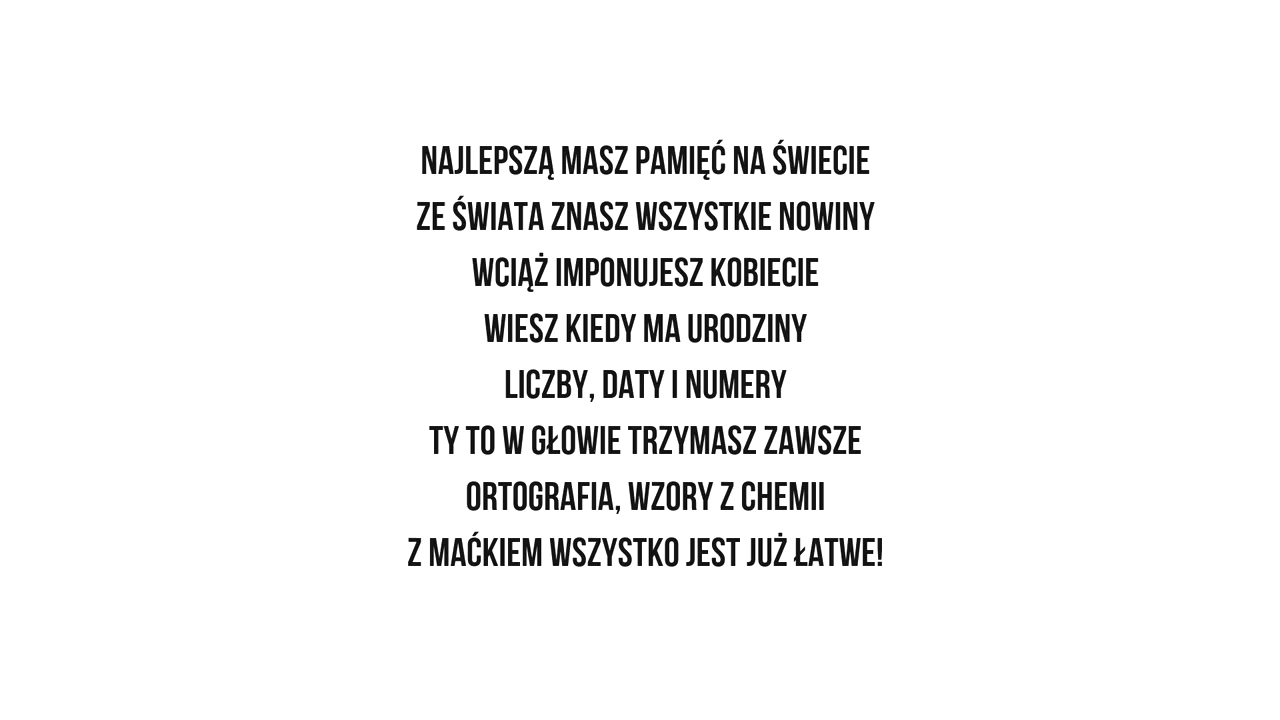 NAJLEPSZĄ MASZ PAMIĘĆ NA ŚWIECIE
ZE ŚWIATA ZNASZ WSZYSTKIE NOWINY
WCIĄŻ IMPONUJESZ KOBIECIE
WIESZ KIEDY MA URODZINY
LICZBY, DATY I NUMERY
TY TO W GŁOWIE TRZYMASZ ZAWSZE
ORTOGRAFIA, WZORY Z CHEMII
Z MAĆKIEM WSZYSTKO JEST JUŻ ŁATWE!